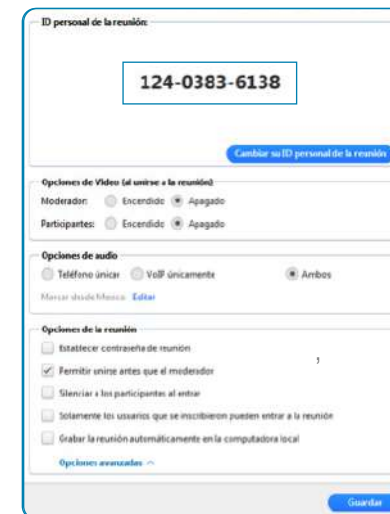 ID personal de la reunión:
124-0383-6138
Cambiar su ID personal de la reunión
Opciones de Video (al unirse a la reunión)
Moderador: Encendido Apagado
Participantes: Encendido Apagado
Opciones de audio
Teléfono únicar VoIP únicamente Ambos
Marcar desde México Editar
Opciones de la reunión
Establecer contraseña de reunión
Permitir unirse antes que el moderador
Silenciar a los participantes al entrar
Solamente los usuarios que se inscribieron pueden entrar a la reunión
Grabar la reunión automáticamente en la computadora local
Opciones avanzadas
Guardar